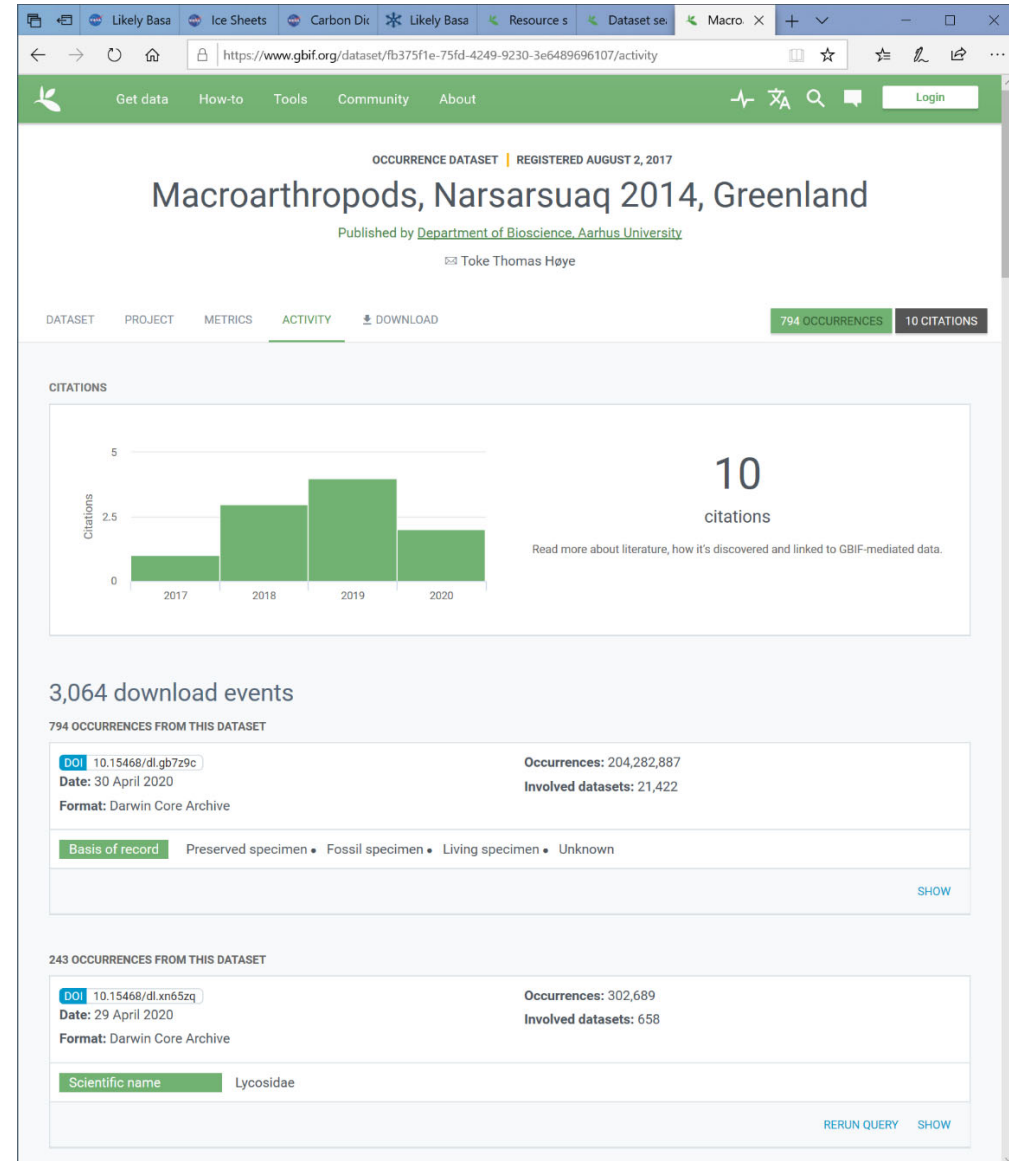 Likely Basa Ice Sheets Carbon Dic Likely Basa Resource s Dataset sea Macro
https://www.gbif.org/dataset/fb375f1e-75fd-4249-9230-3e6489696107/activity
Get data How-to Tools Community About Login
OCCURRENCE DATASET | REGISTERED AUGUST 2, 2017
Macroarthropods, Narsarsuaq 2014, Greenland
Published by Department of Bioscience, Aarhus University
Toke Thomas Høye
DATASET PROJECT METRICS ACTIVITY DOWNLOAD 794 OCCURRENCES 10 CITATIONS
CITATIONS
5
2.5
0
Citations
2017 2018 2019 2020
10
citations
Read more about literature, how it's discovered and linked to GBIF-mediated data.
3,064 download events
794 OCCURRENCES FROM THIS DATASET
DOI 10.15468/dl.gb7z9c Occurrences: 204,282,887
Date: 30 April 2020 Involved datasets: 21,422
Format: Darwin Core Archive
Basis of record Preserved specimen • Fossil specimen • Living specimen • Unknown
SHOW
243 OCCURRENCES FROM THIS DATASET
DOI 10.15468/dl.xn65zq Occurrences: 302,689
Date: 29 April 2020 Involved datasets: 658
Format: Darwin Core Archive
Scientific name Lycosidae
RERUN QUERY SHOW